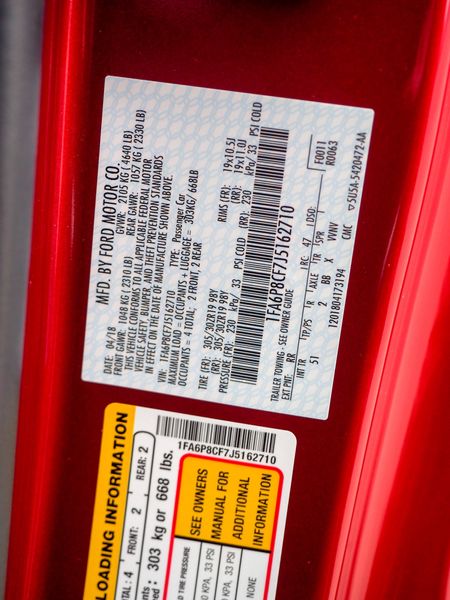 MFD. BY FORD MOTOR CO.
DATE: 04/18 GVWR: 2105 KG (4640 LB)
FRONT GAWR: 1048 KG (2310 LB) REAR GAWR: 1057 KG (2330 LB)
THIS VEHICLE CONFORMS TO ALL APPLICABLE FEDERAL MOTOR
VEHICLE SAFETY, BUMPER, AND THEFT PREVENTION STANDARDS
IN EFFECT ON THE DATE OF MANUFACTURE SHOWN ABOVE.
VIN: 1FA6P8CF7J5162710 TYPE: Passenger Car
MAXIMUM LOAD = OCCUPANTS + LUGGAGE = 303KG/ 668LB
OCCUPANTS = 4 TOTAL; 2 FRONT, 2 REAR
TIRE (FR): 305/30ZR19 98Y RIMS (FR): 19x10.5J
(RR): 305/30ZR19 98Y (RR): 19x11.0J
PRESSURE (FR): 230 kPa/33 PSI COLD (RR): 230 kPa/ 33 PSI COLD
1FA6P8CF7J5162710
TRAILER TOWING - SEE OWNER GUIDE
F0011
R0063
EXT PNT: RR RC: 47 DSO:
INT TR TP/PS R AXLE TR SPR
51 2 BB X VWV
1201804173194 CMC
5U5A-5420472-AA
1FA6P8CF7J5162710
LOADING INFORMATION
TAL: 4 FRONT: 2 REAR: 2
303 kg or 668 lbs.
SEE OWNERS
MANUAL FOR
ADDITIONAL
INFORMATION
TIRE PRESSURE
KPA, 33 PSI
KPA, 33 PSI
NONE